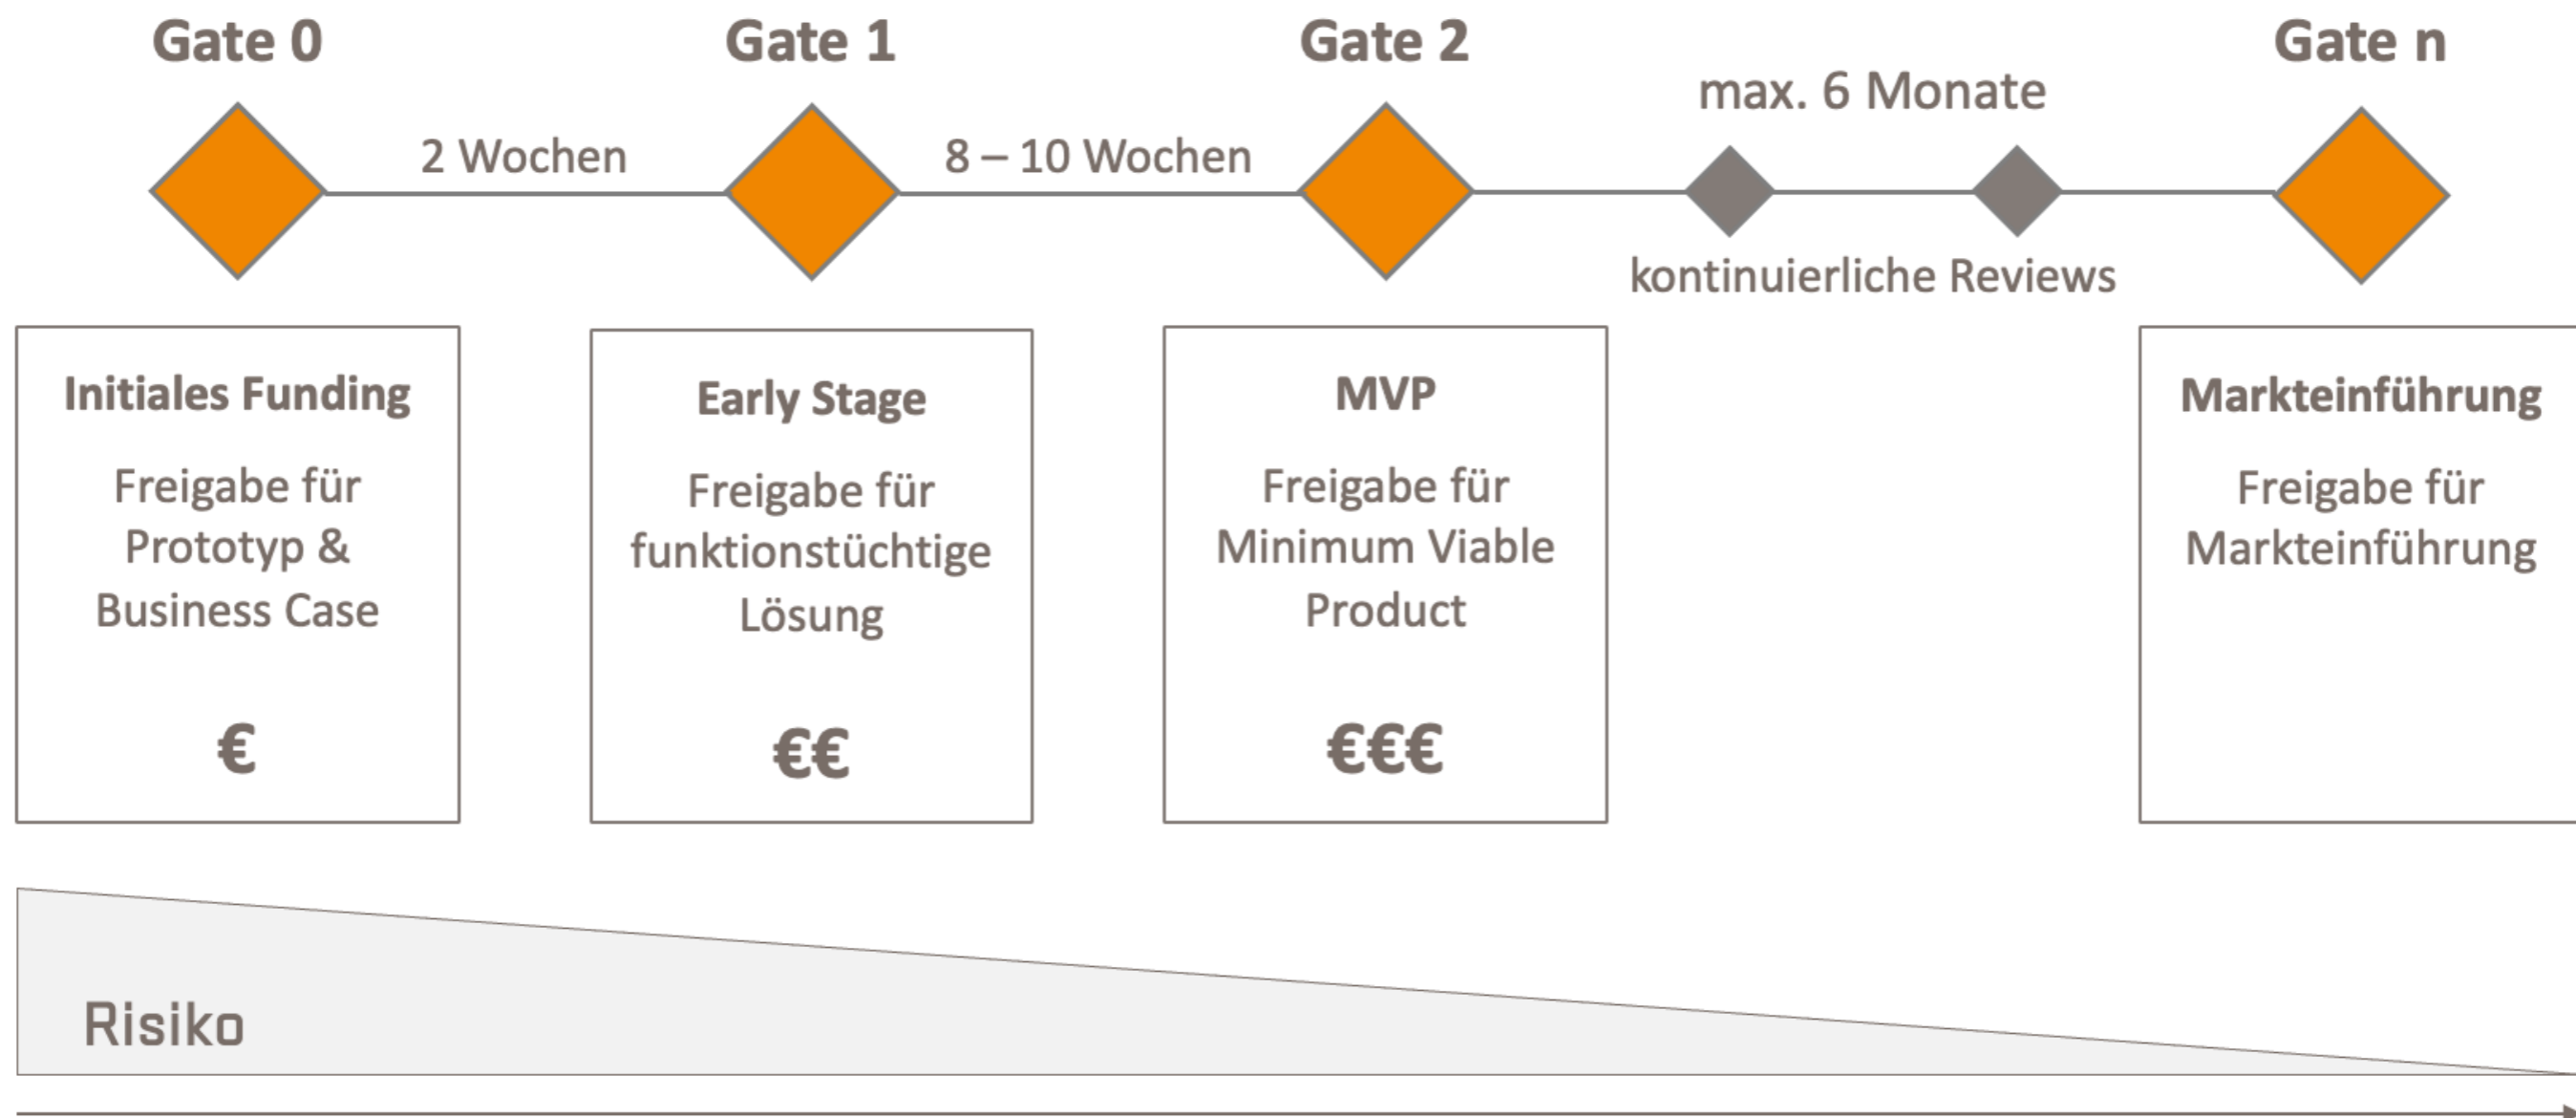 Gate 0
Gate 1
Gate 2
Gate n
2 Wochen
8 – 10 Wochen
max. 6 Monate
kontinuierliche Reviews
Initiales Funding
Freigabe für
Prototyp &
Business Case
€
Early Stage
Freigabe für
funktionstüchtige
Lösung
€€
MVP
Freigabe für
Minimum Viable
Product
€€€
Markteinführung
Freigabe für
Markteinführung
Risiko